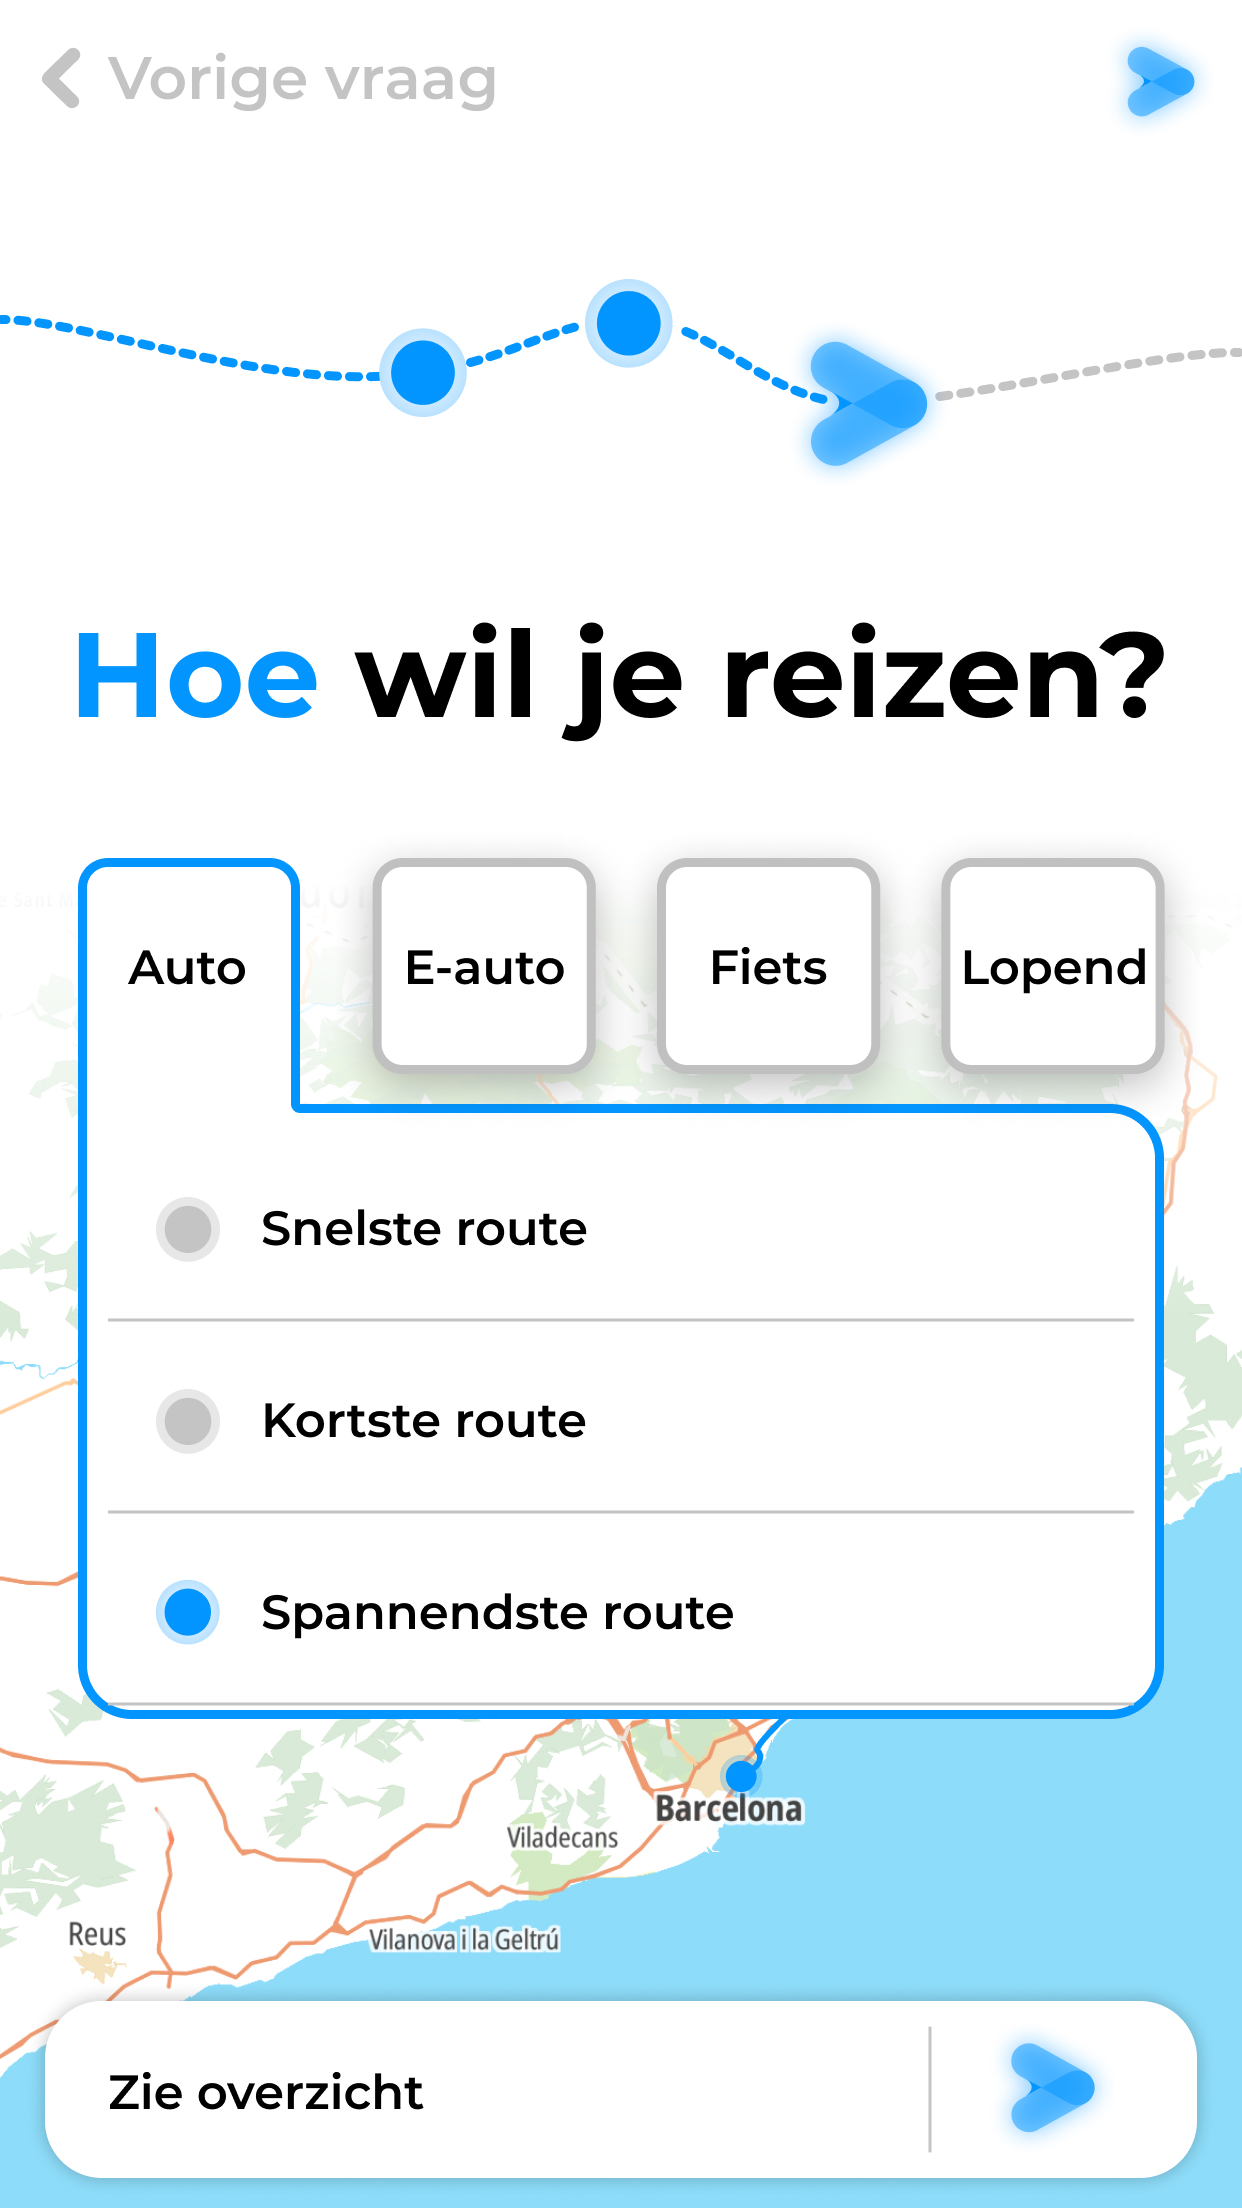 Vorige vraag
Hoe wil je reizen?
Auto
E-auto
Fiets
Lopend
Snelste route
Kortste route
Spannendste route
Barcelona
Viladecans
Reus
Vilanova i la Geltrú
Zie overzicht